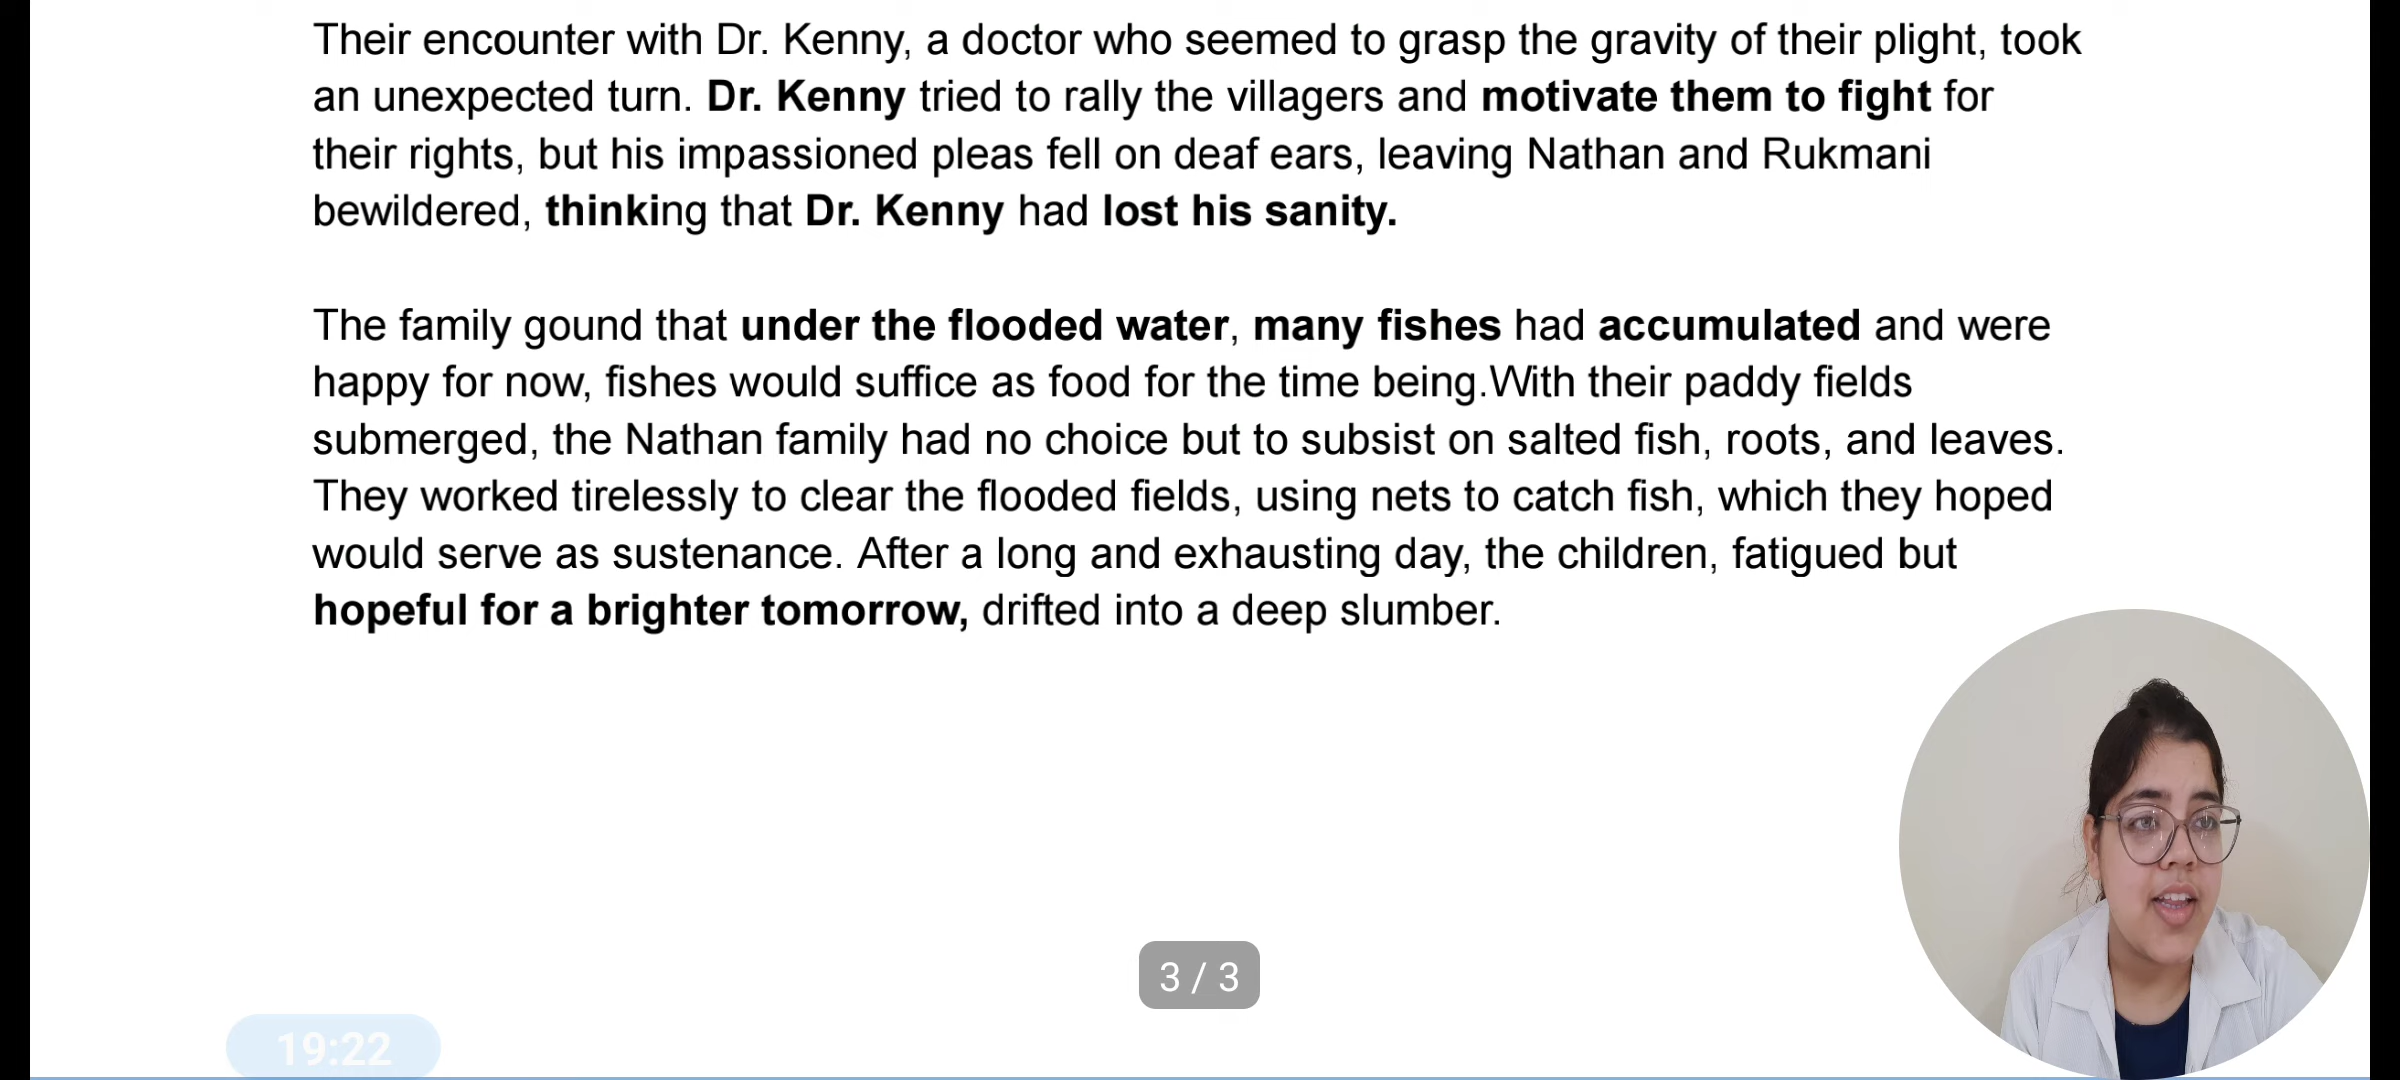 Their encounter with Dr. Kenny, a doctor who seemed to grasp the gravity of their plight, took
an unexpected turn. Dr. Kenny tried to rally the villagers and motivate them to fight for
their rights, but his impassioned pleas fell on deaf ears, leaving Nathan and Rukmani
bewildered, thinking that Dr. Kenny had lost his sanity.
The family gound that under the flooded water, many fishes had accumulated and were
happy for now, fishes would suffice as food for the time being.With their paddy fields
submerged, the Nathan family had no choice but to subsist on salted fish, roots, and leaves.
They worked tirelessly to clear the flooded fields, using nets to catch fish, which they hoped
would serve as sustenance. After a long and exhausting day, the children, fatigued but
hopeful for a brighter tomorrow, drifted into a deep slumber.
3 / 3
19:22